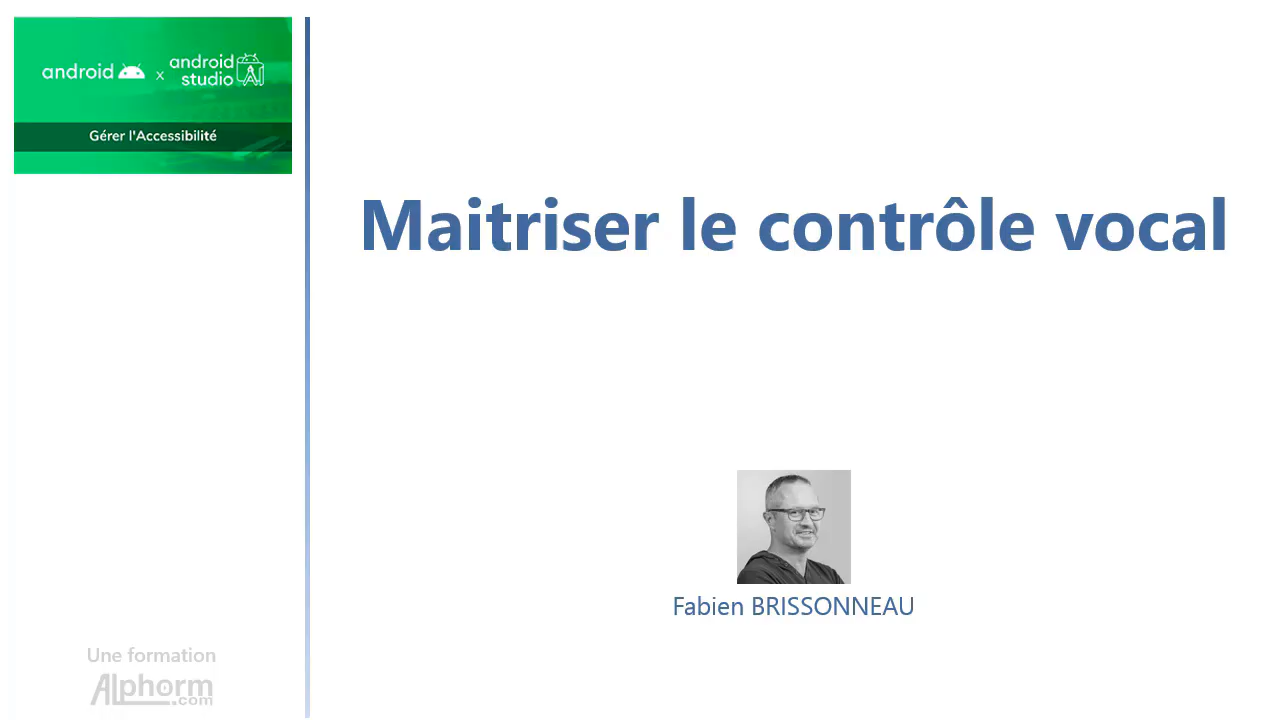 android x android studio
Gérer l'Accessibilité
Maitriser le contrôle vocal
Fabien BRISSONNEAU
Une formation
Alphorm
.com